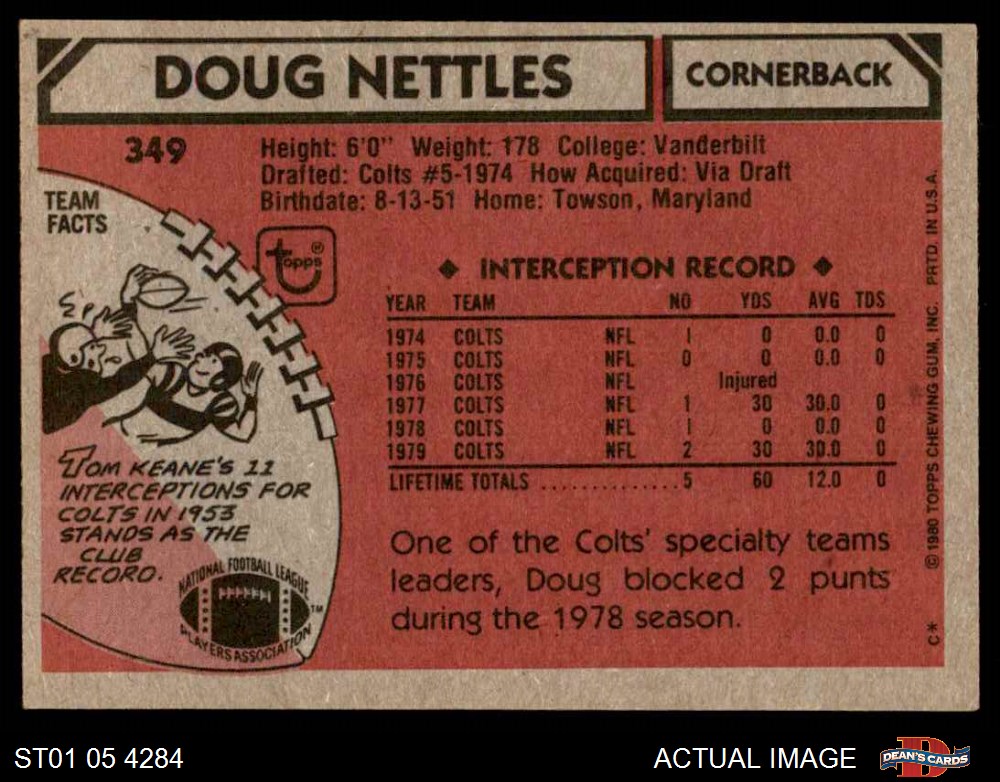 DOUG NETTLES
CORNERBACK
349
Height: 6'0" Weight: 178 College: Vanderbilt
Drafted: Colts #5-1974 How Acquired: Via Draft
Birthdate: 8-13-51 Home: Towson, Maryland
TEAM
FACTS
topps®
◆ INTERCEPTION RECORD ◆
YEAR TEAM NO YDS AVG TDS
1974 COLTS NFL 1 0 0.0 0
1975 COLTS NFL 0 0 0.0 0
1976 COLTS NFL Injured
1977 COLTS NFL 1 30 30.0 0
1978 COLTS NFL 1 0 0.0 0
1979 COLTS NFL 2 30 30.0 0
LIFETIME TOTALS ..............5 60 12.0 0
TOM KEANE'S 11
INTERCEPTIONS FOR
COLTS IN 1953
STANDS AS THE
CLUB
RECORD.
NATIONAL FOOTBALL LEAGUE
PLAYERS ASSOCIATION
TM
One of the Colts' specialty teams
leaders, Doug blocked 2 punts
during the 1978 season.
C* © 1980 TOPPS CHEWING GUM, INC. PRTD. IN U.S.A.
ST01 05 4284
ACTUAL IMAGE
DEAN'S CARDS